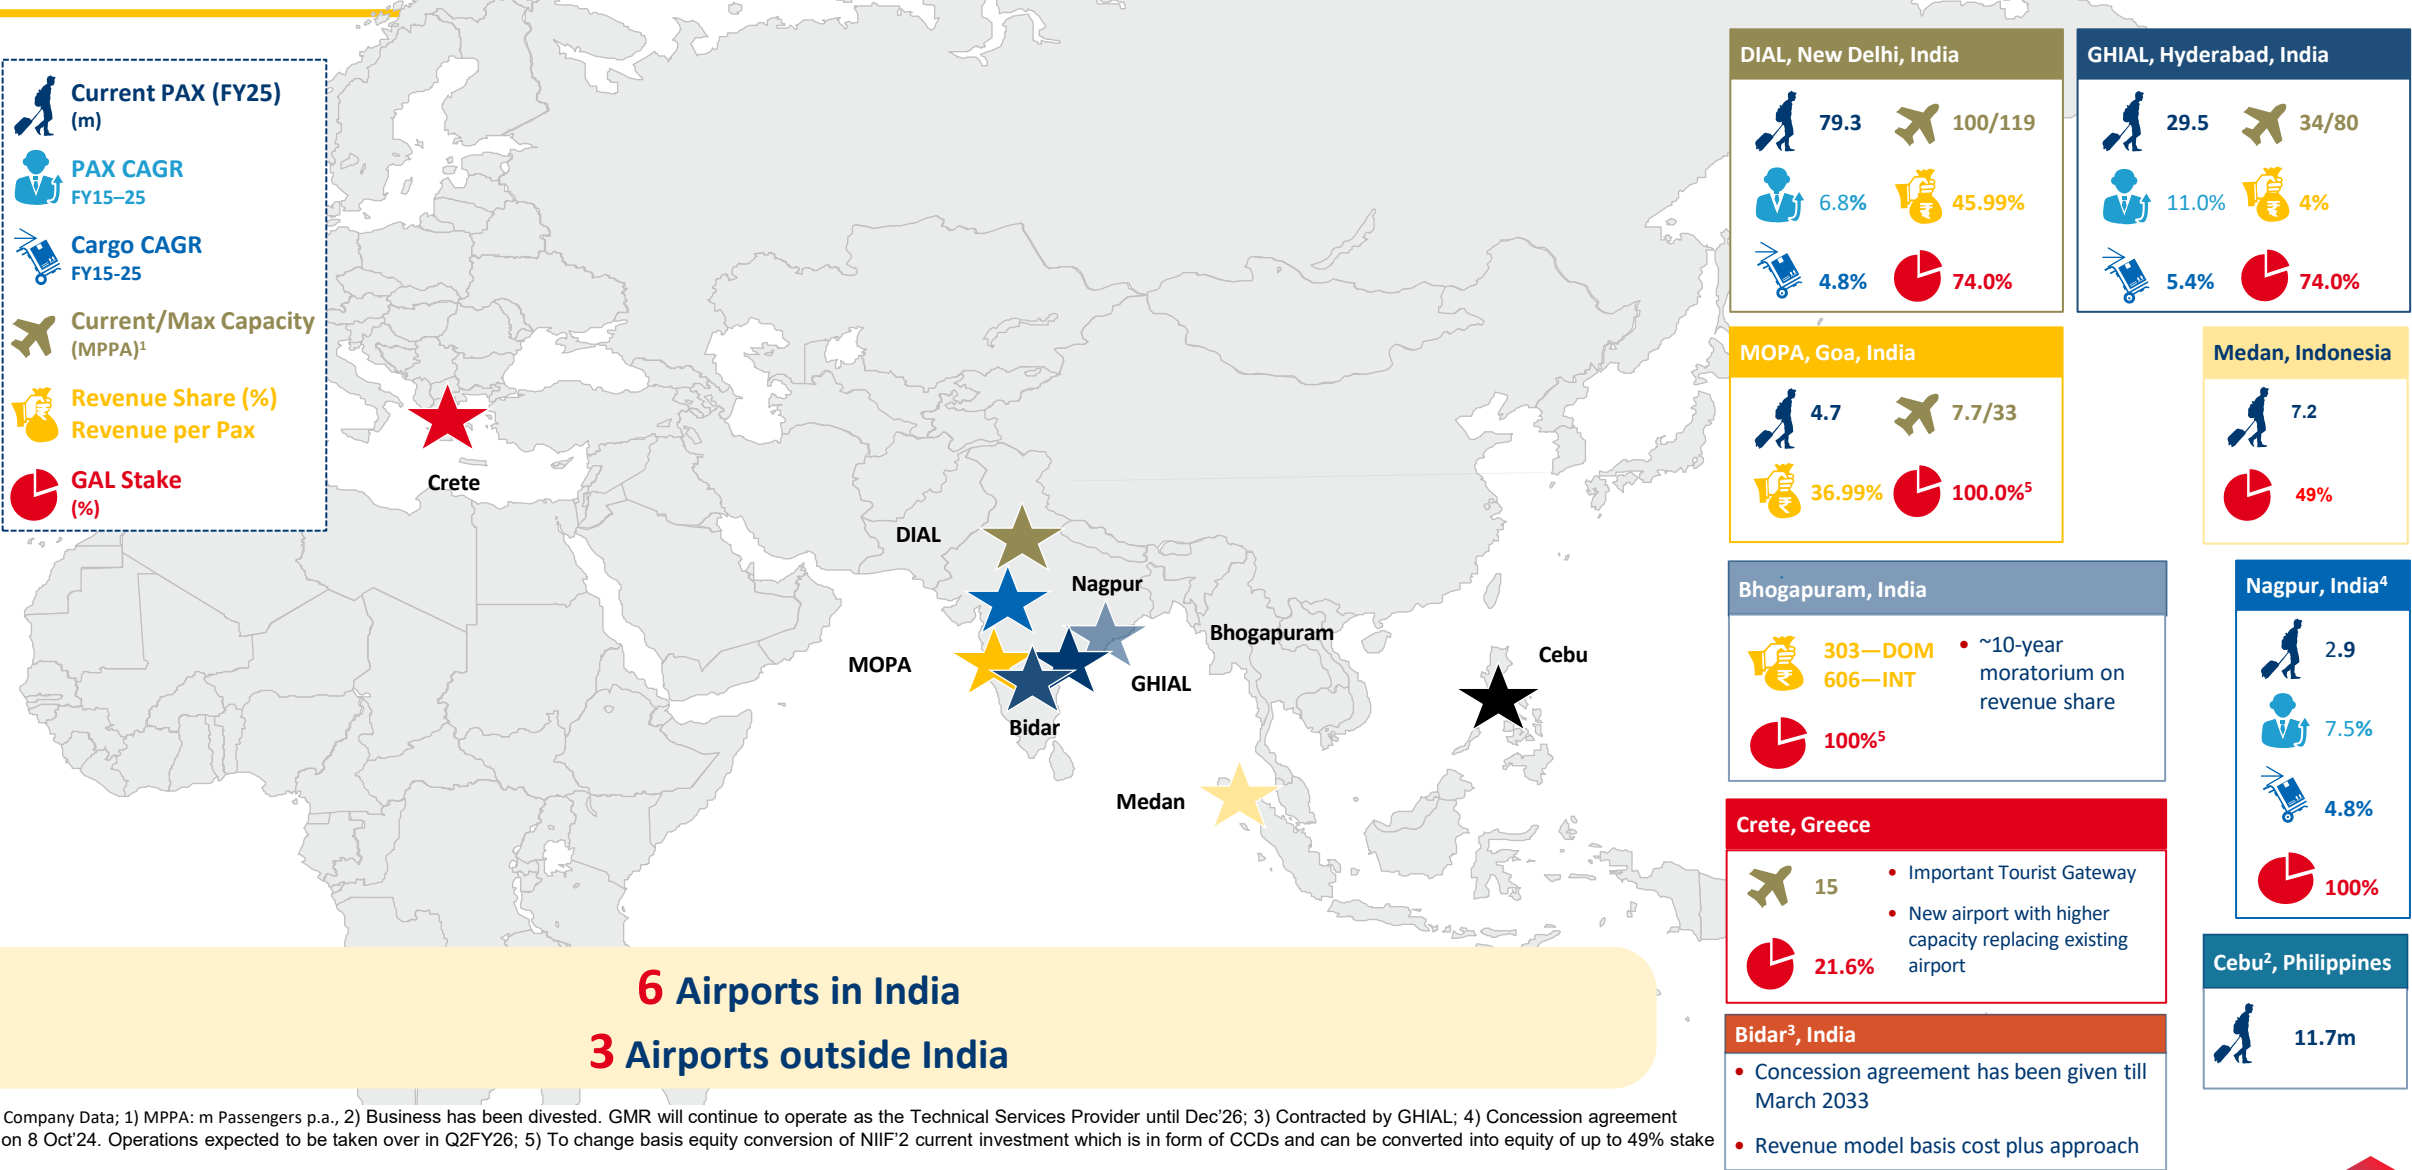 Current PAX (FY25)
(m)
PAX CAGR
FY15–25
Cargo CAGR
FY15-25
Current/Max Capacity
(MPPA)1
Revenue Share (%)
Revenue per Pax
GAL Stake
(%)
Crete
DIAL
Nagpur
Bhogapuram
MOPA
GHIAL
Bidar
Cebu
Medan
DIAL, New Delhi, India
79.3
100/119
6.8%
45.99%
4.8%
74.0%
GHIAL, Hyderabad, India
29.5
34/80
11.0%
4%
5.4%
74.0%
MOPA, Goa, India
4.7
7.7/33
36.99%
100.0%5
Medan, Indonesia
7.2
49%
Bhogapuram, India
303—DOM
606—INT
• ~10-year
moratorium on
revenue share
100%5
Nagpur, India4
2.9
7.5%
4.8%
100%
Crete, Greece
15
21.6%
• Important Tourist Gateway
• New airport with higher
capacity replacing existing
airport
Cebu2, Philippines
11.7m
Bidar3, India
• Concession agreement has been given till
March 2033
• Revenue model basis cost plus approach
6 Airports in India
3 Airports outside India
Company Data; 1) MPPA: m Passengers p.a., 2) Business has been divested. GMR will continue to operate as the Technical Services Provider until Dec'26; 3) Contracted by GHIAL; 4) Concession agreement
on 8 Oct'24. Operations expected to be taken over in Q2FY26; 5) To change basis equity conversion of NIIF'2 current investment which is in form of CCDs and can be converted into equity of up to 49% stake